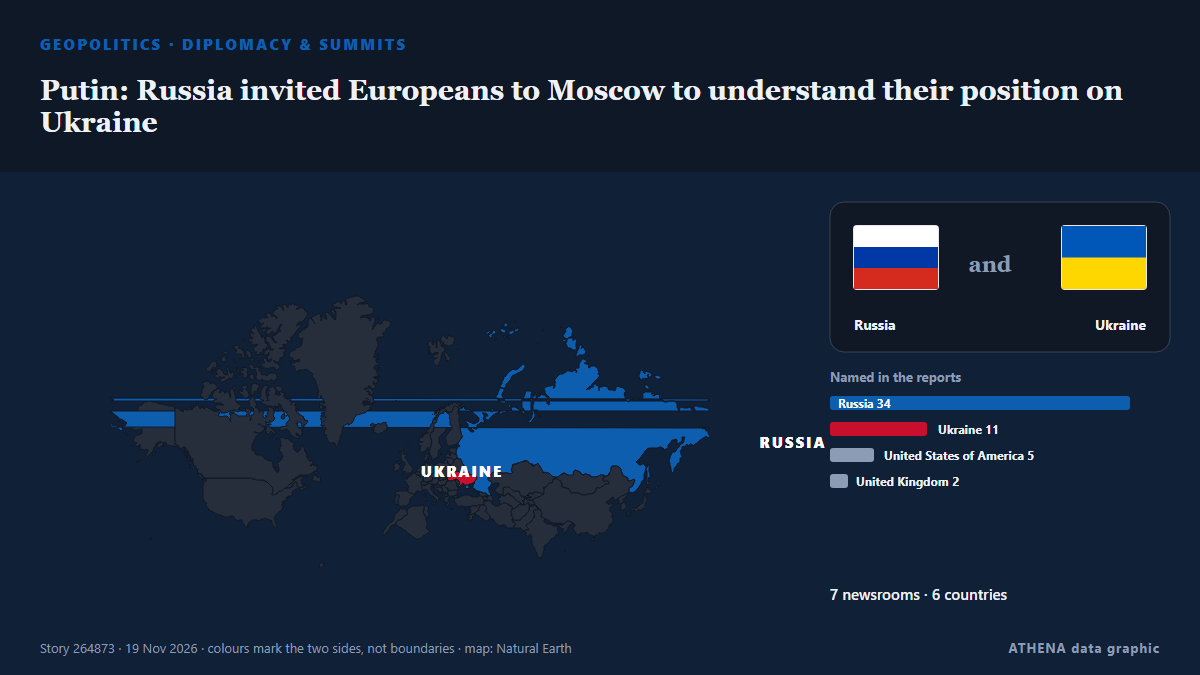 GEOPOLITICS · DIPLOMACY & SUMMITS
Putin: Russia invited Europeans to Moscow to understand their position on
Ukraine
and
Russia
Ukraine
Named in the reports
Russia 34
Ukraine 11
United States of America 5
United Kingdom 2
RUSSIA
UKRAINE
7 newsrooms · 6 countries
Story 264873 · 19 Nov 2026 · colours mark the two sides, not boundaries · map: Natural Earth
ATHENA data graphic